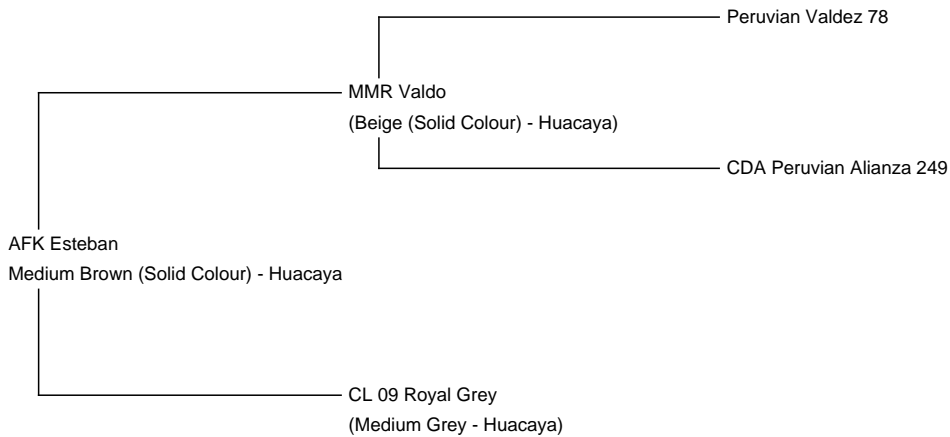 Peruvian Valdez 78
MMR Valdo
(Beige (Solid Colour) - Huacaya)
CDA Peruvian Alianza 249
AFK Esteban
Medium Brown (Solid Colour) - Huacaya
CL 09 Royal Grey
(Medium Grey - Huacaya)